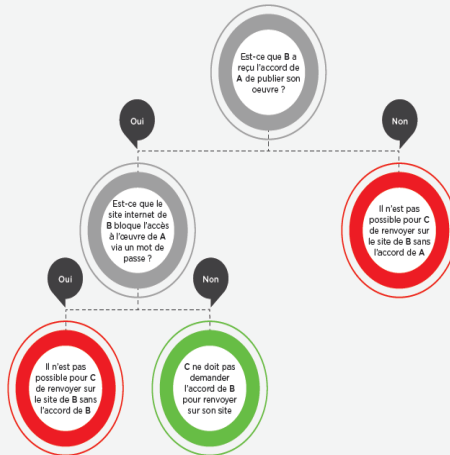 Est-ce que B a
reçu l'accord de
A de publier son
oeuvre ?
Oui
Non
Est-ce que le
site internet de
B bloque l'accès
à l'œuvre de A
via un mot de
passe ?
Il n'est pas
possible pour C
de renvoyer sur
le site de B sans
l'accord de A
Oui
Non
Il n'est pas
possible pour C
de renvoyer sur
le site de B sans
l'accord de B
C ne doit pas
demander
l'accord de B
pour renvoyer
sur son site